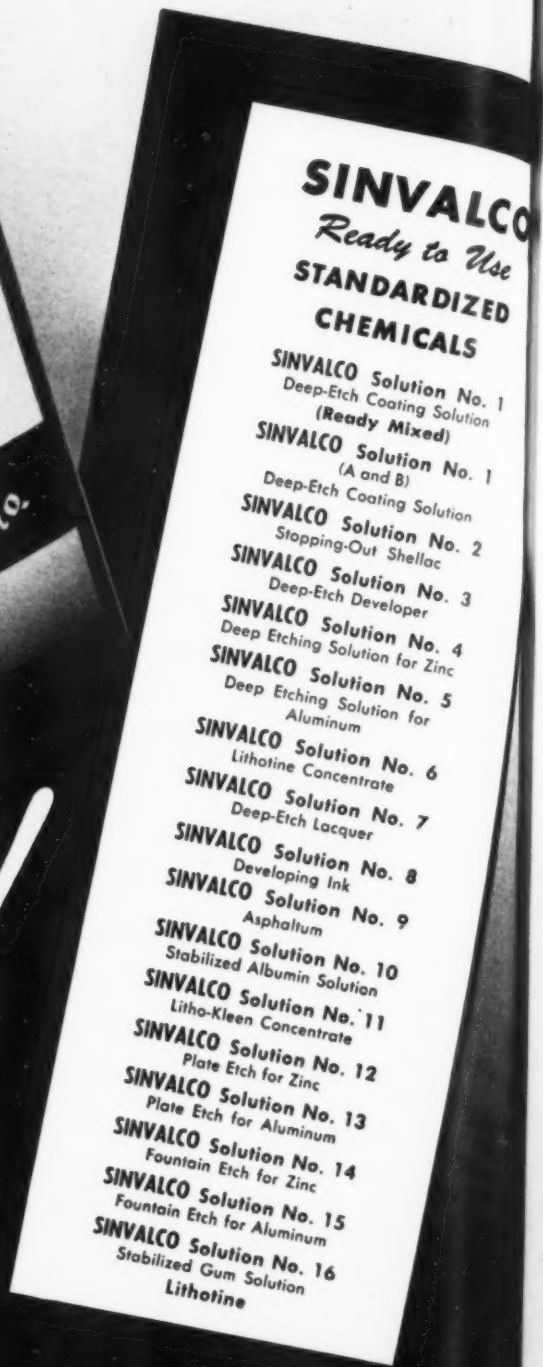 SINVALCO
Ready to Use
STANDARDIZED
CHEMICALS
SINVALCO Solution No. 1
Deep-Etch Coating Solution
(Ready Mixed)
SINVALCO Solution No. 1
(A and B)
Deep-Etch Coating Solution
SINVALCO Solution No. 2
Stopping-Out Shellac
SINVALCO Solution No. 3
Deep-Etch Developer
SINVALCO Solution No. 4
Deep Etching Solution for Zinc
SINVALCO Solution No. 5
Deep Etching Solution for
Aluminum
SINVALCO Solution No. 6
Lithotine Concentrate
SINVALCO Solution No. 7
Deep-Etch Lacquer
SINVALCO Solution No. 8
Developing Ink
SINVALCO Solution No. 9
Asphaltum
SINVALCO Solution No. 10
Stabilized Albumin Solution
SINVALCO Solution No. 11
Litho-Kleen Concentrate
SINVALCO Solution No. 12
Plate Etch for Zinc
SINVALCO Solution No. 13
Plate Etch for Aluminum
SINVALCO Solution No. 14
Fountain Etch for Zinc
SINVALCO Solution No. 15
Fountain Etch for Aluminum
SINVALCO Solution No. 16
Stabilized Gum Solution
Lithotine